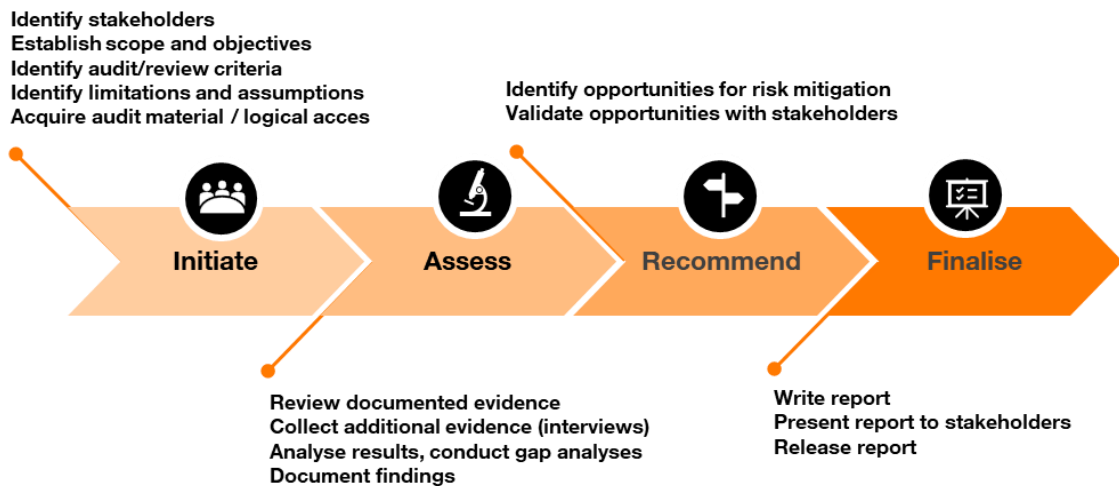 Identify stakeholders
Establish scope and objectives
Identify audit/review criteria
Identify limitations and assumptions
Acquire audit material / logical acces
Identify opportunities for risk mitigation
Validate opportunities with stakeholders
Initiate
Assess
Recommend
Finalise
Review documented evidence
Collect additional evidence (interviews)
Analyse results, conduct gap analyses
Document findings
Write report
Present report to stakeholders
Release report